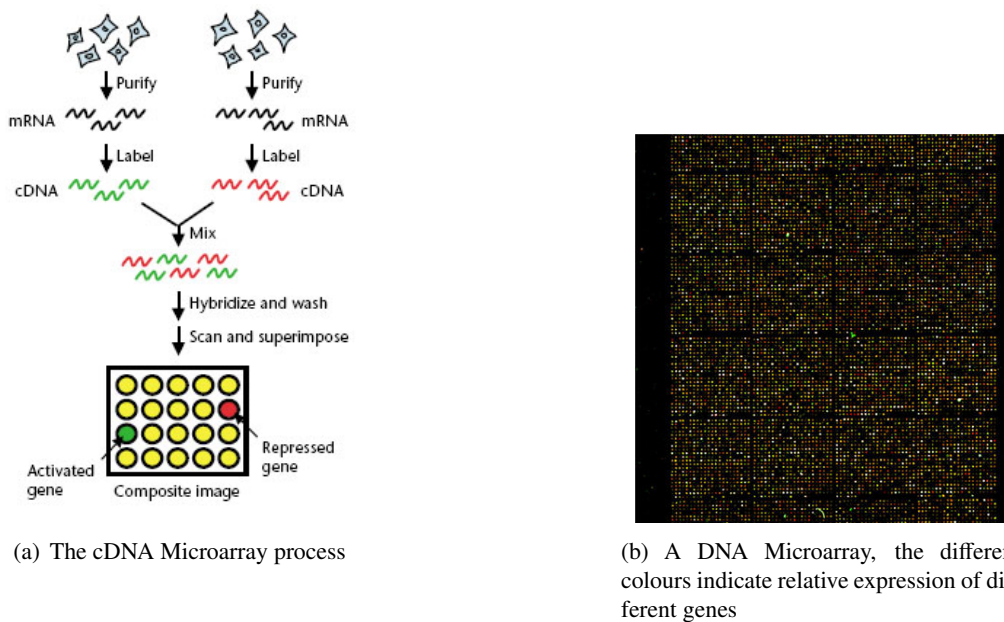 Purify
Purify
mRNA
mRNA
Label
Label
cDNA
cDNA
Mix
Hybridize and wash
Scan and superimpose
Activated
gene
Repressed
gene
Composite image
(a) The cDNA Microarray process
(b) A DNA Microarray, the differe
colours indicate relative expression of di
ferent genes